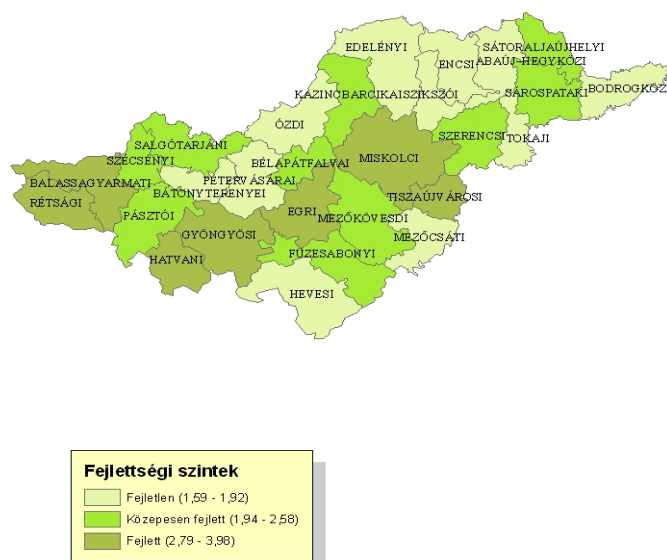 EDELÉNYI
SÁTORALJAÚJHELYI
ENCSI
ABAÚJ-HEGYKÖZI
KAZINCBARCIKAI
SZIKSZÓI
SÁROSPATAKI
BODROGKÖZI
ÓZDI
SZERENCSI
TOKAJI
SALGÓTARJÁNI
SZÉCSÉNYI
BÉLAPÁTFALVAI
MISKOLCI
BALASSAGYARMATI
PÉTERVÁSÁRAI
BÁTONYTERENYEI
TISZAÚJVÁROSI
RÉTSÁGI
PÁSZTÓI
EGRI
MEZŐKÖVESDI
GYÖNGYÖSI
MEZŐCSÁTI
HATVANI
FÜZESABONYI
HEVESI
Fejlettségi szintek
Fejletlen (1,59 - 1,92)
Közepesen fejlett (1,94 - 2,58)
Fejlett (2,79 - 3,98)